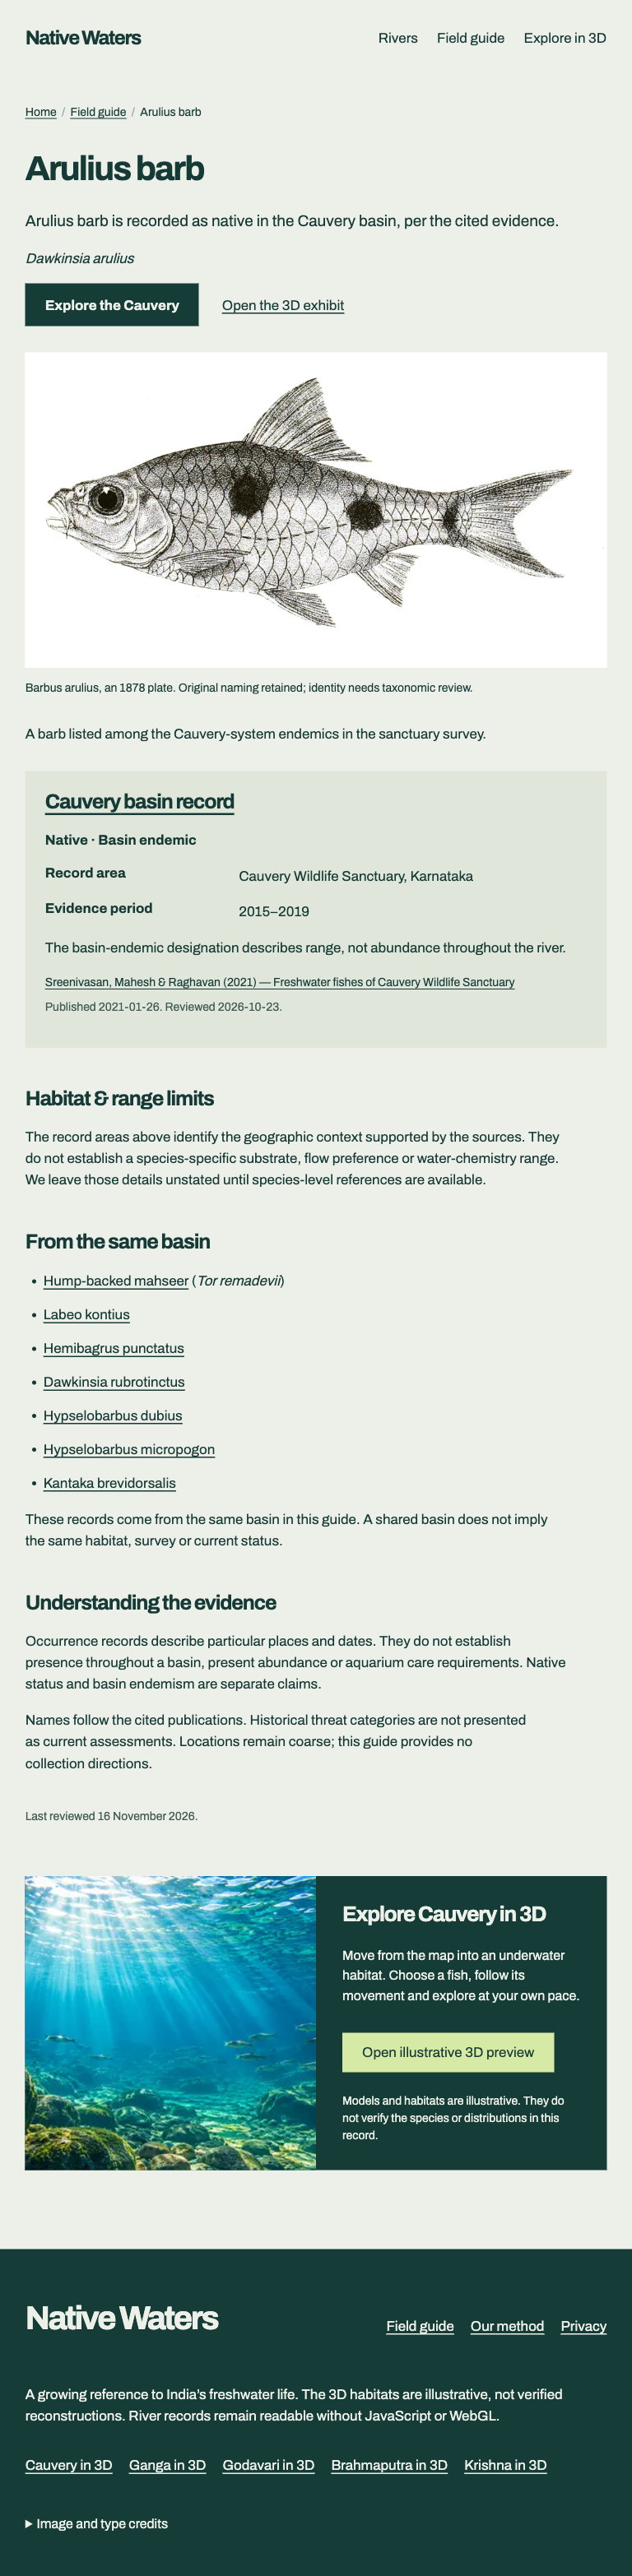 Native Waters
Rivers Field guide Explore in 3D
Home / Field guide / Arulius barb
Arulius barb
Arulius barb is recorded as native in the Cauvery basin, per the cited evidence.
Dawkinsia arulius
Explore the Cauvery Open the 3D exhibit
Barbus arulius, an 1878 plate. Original naming retained; identity needs taxonomic review.
A barb listed among the Cauvery-system endemics in the sanctuary survey.
Cauvery basin record
Native · Basin endemic
Record area Cauvery Wildlife Sanctuary, Karnataka
Evidence period 2015–2019
The basin-endemic designation describes range, not abundance throughout the river.
Sreenivasan, Mahesh & Raghavan (2021) — Freshwater fishes of Cauvery Wildlife Sanctuary
Published 2021-01-26. Reviewed 2026-10-23.
Habitat & range limits
The record areas above identify the geographic context supported by the sources. They
do not establish a species-specific substrate, flow preference or water-chemistry range.
We leave those details unstated until species-level references are available.
From the same basin
• Hump-backed mahseer (Tor remadevii)
• Labeo kontius
• Hemibagrus punctatus
• Dawkinsia rubrotinctus
• Hypselobarbus dubius
• Hypselobarbus micropogon
• Kantaka brevidorsalis
These records come from the same basin in this guide. A shared basin does not imply
the same habitat, survey or current status.
Understanding the evidence
Occurrence records describe particular places and dates. They do not establish
presence throughout a basin, present abundance or aquarium care requirements. Native
status and basin endemism are separate claims.
Names follow the cited publications. Historical threat categories are not presented
as current assessments. Locations remain coarse; this guide provides no
collection directions.
Last reviewed 16 November 2026.
Explore Cauvery in 3D
Move from the map into an underwater
habitat. Choose a fish, follow its
movement and explore at your own pace.
Open illustrative 3D preview
Models and habitats are illustrative. They do
not verify the species or distributions in this
record.
Native Waters
Field guide Our method Privacy
A growing reference to India’s freshwater life. The 3D habitats are illustrative, not verified
reconstructions. River records remain readable without JavaScript or WebGL.
Cauvery in 3D Ganga in 3D Godavari in 3D Brahmaputra in 3D Krishna in 3D
▶ Image and type credits